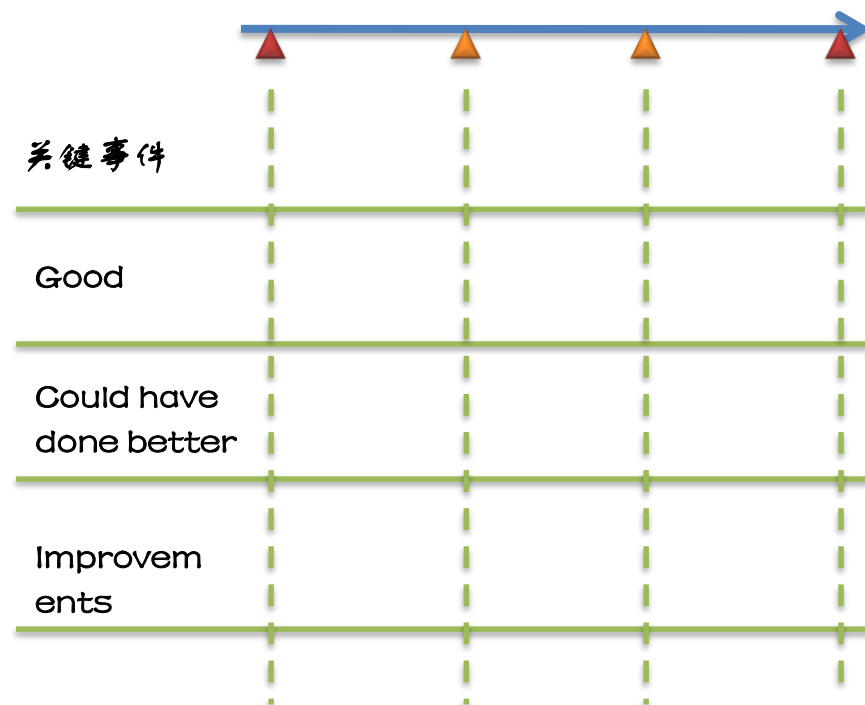 关键事件
Good
Could have
done better
Improvem
ents